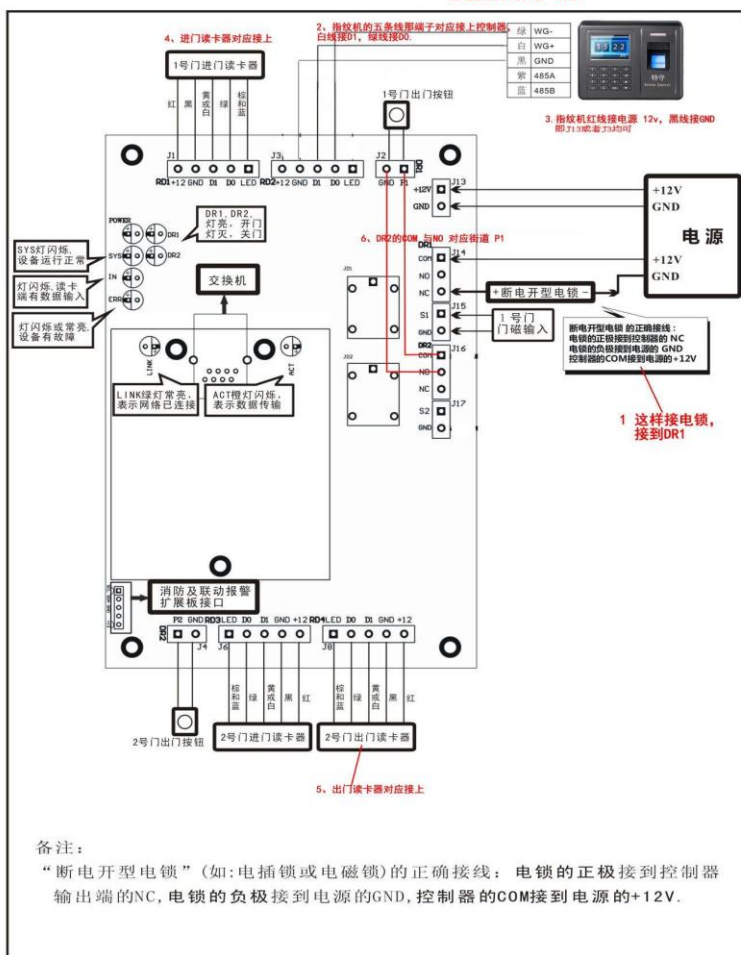 4、进门读卡器对应接上
2、指纹机的五条线那端子对应接上控制器，
白线接D1，绿线接D0.
绿 WG-
白 WG+
黑 GND
紫 485A
蓝 485B
3.指纹机红线接电源 12v，黑线接GND
即J13或者J3均可
1号门进门读卡器
红 黑 黄或白 绿 棕和蓝
1号门出门按钮
J1
RD1 +12 GND D1 D0 LED
J3
RD2 +12 GND D1 D0 LED
J2
GND P1
DR1
J13
+12V
GND
+12V
GND
电源
+12V
GND
POWER
DR1
SYS
DR2
IN
ERR
DR1,DR2,
灯亮，开门
灯灭，关门
SYS灯闪烁,
设备运行正常
灯闪烁,读卡
端有数据输入
灯闪烁或常亮,
设备有故障
6、DR2的COM 与NO 对应街道 P1
DR1
J14
COM
NO
NC
+断电开型电锁-
J15
S1
GND
1号门
门磁输入
DR2
J16
COM
NO
NC
J17
S2
GND
JD1
JD2
断电开型电锁 的正确接线：
电锁的正极接到控制器的 NC
电锁的负极接到电源的 GND
控制器的COM接到电源的+12V
1 这样接电锁，
接到DR1
交换机
LINK
ACT
LINK绿灯常亮，
表示网络已连接
ACT橙灯闪烁，
表示数据传输
消防及联动报警
扩展板接口
P2 GND
DR2
J4
RD3 LED D0 D1 GND +12
J6
RD4 LED D0 D1 GND +12
J8
棕和蓝 绿 黄或白 黑 红
棕和蓝 绿 黄或白 黑 红
2号门出门按钮
2号门进门读卡器
2号门出门读卡器
5、出门读卡器对应接上
备注：
“断电开型电锁”(如:电插锁或电磁锁)的正确接线：电锁的正极接到控制器
输出端的NC,电锁的负极接到电源的GND,控制器的COM接到电源的+12V.